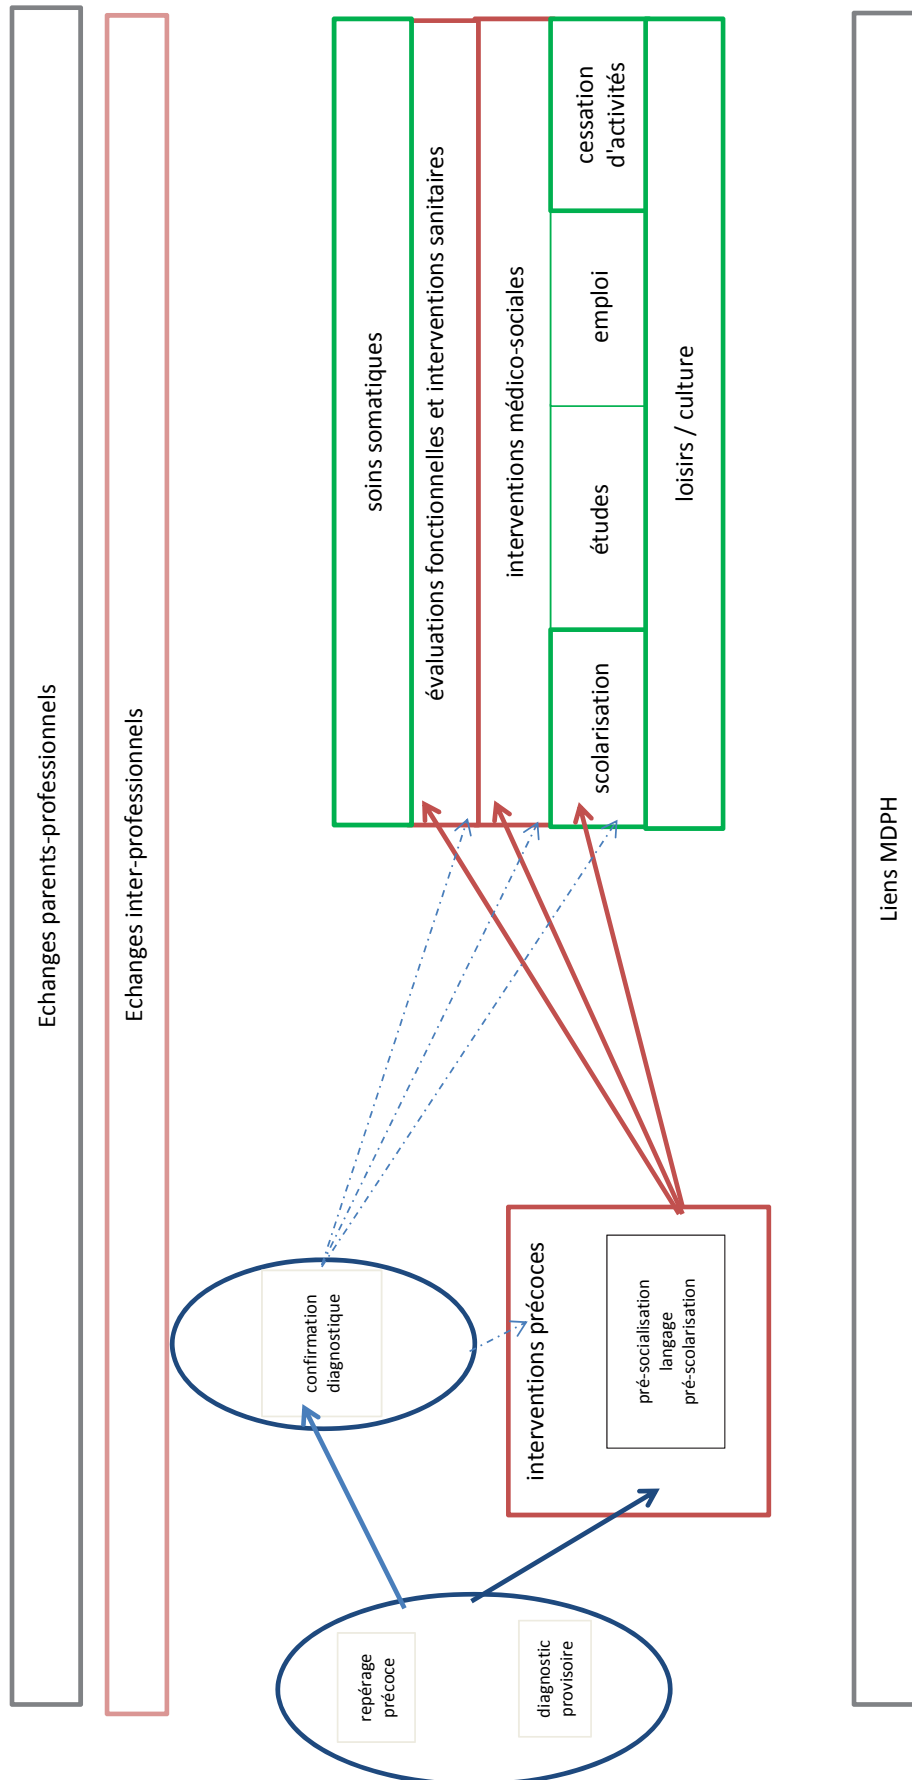 Echanges parents-professionnels
Echanges inter-professionnels
repérage
précoce
diagnostic
provisoire
confirmation
diagnostique
interventions précoces
pré-socialisation
langage
pré-scolarisation
soins somatiques
évaluations fonctionnelles et interventions sanitaires
interventions médico-sociales
scolarisation
études
emploi
cessation
d'activités
loisirs / culture
Liens MDPH